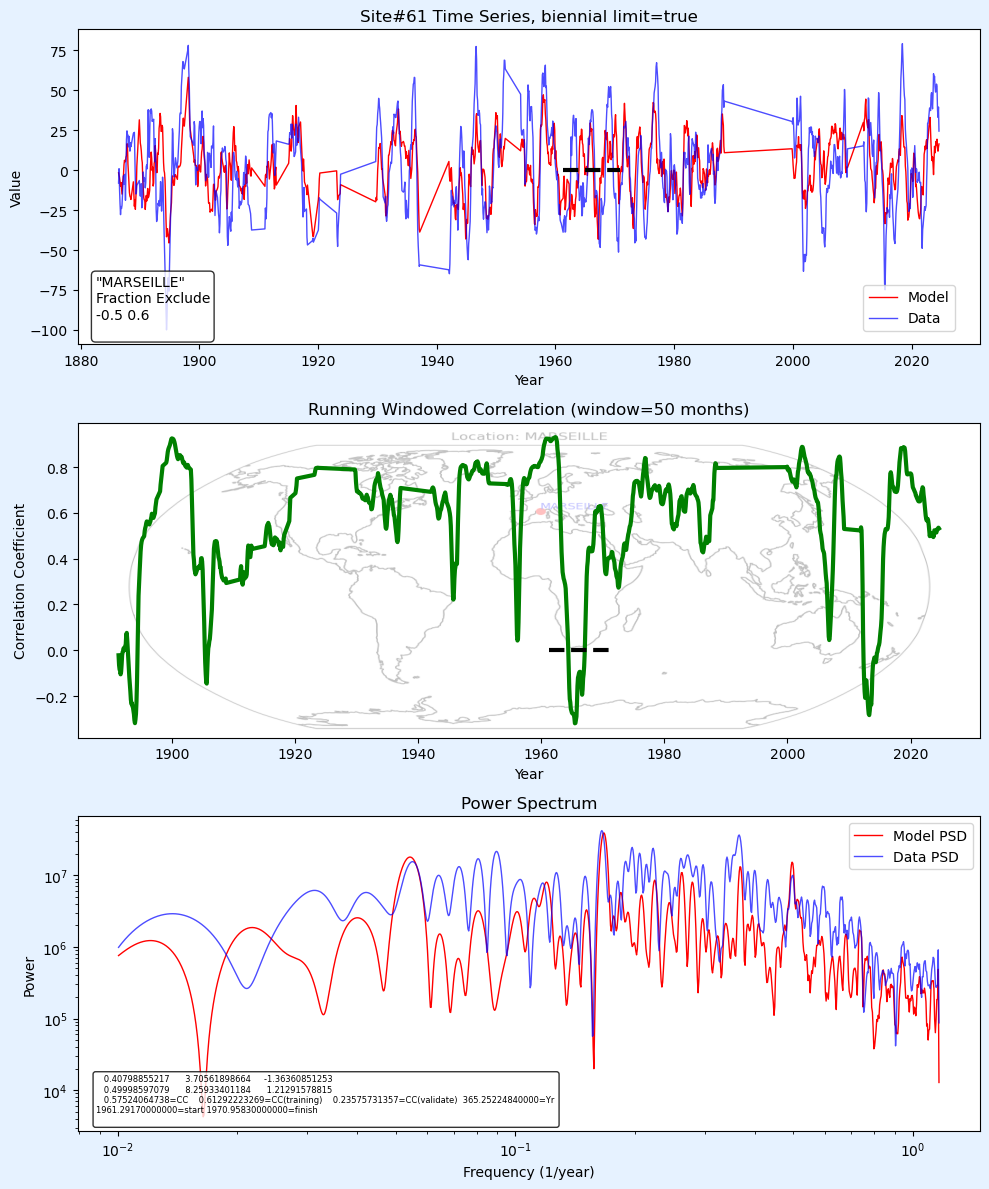 Site#61 Time Series, biennial limit=true
Value
75
50
25
0
−25
−50
−75
−100
"MARSEILLE"
Fraction Exclude
-0.5 0.6
Model
Data
1880 1900 1920 1940 1960 1980 2000 2020
Year
Running Windowed Correlation (window=50 months)
Location: MARSEILLE
MARSEILLE
Correlation Coefficient
0.8
0.6
0.4
0.2
0.0
−0.2
1900 1920 1940 1960 1980 2000 2020
Year
Power Spectrum
Model PSD
Data PSD
Power
10^7
10^6
10^5
10^4
0.40798855217 3.70561898664 -1.36360851253
0.49998597079 8.25933401184 1.21291578815
0.57524064738=CC 0.61292223269=CC(training) 0.23575731357=CC(validate) 365.25224840000=Yr
1961.29170000000=start 1970.95830000000=finish
10^−2 10^−1 10^0
Frequency (1/year)